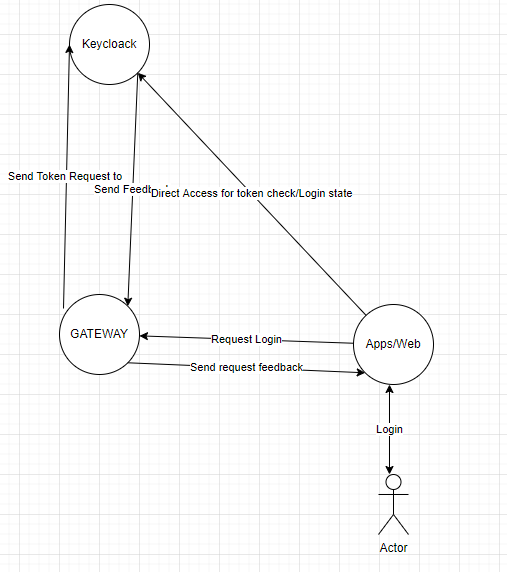 Keycloack
Send Token Request to
Send Feed
Direct Access for token check/Login state
GATEWAY
Request Login
Apps/Web
Send request feedback
Login
Actor